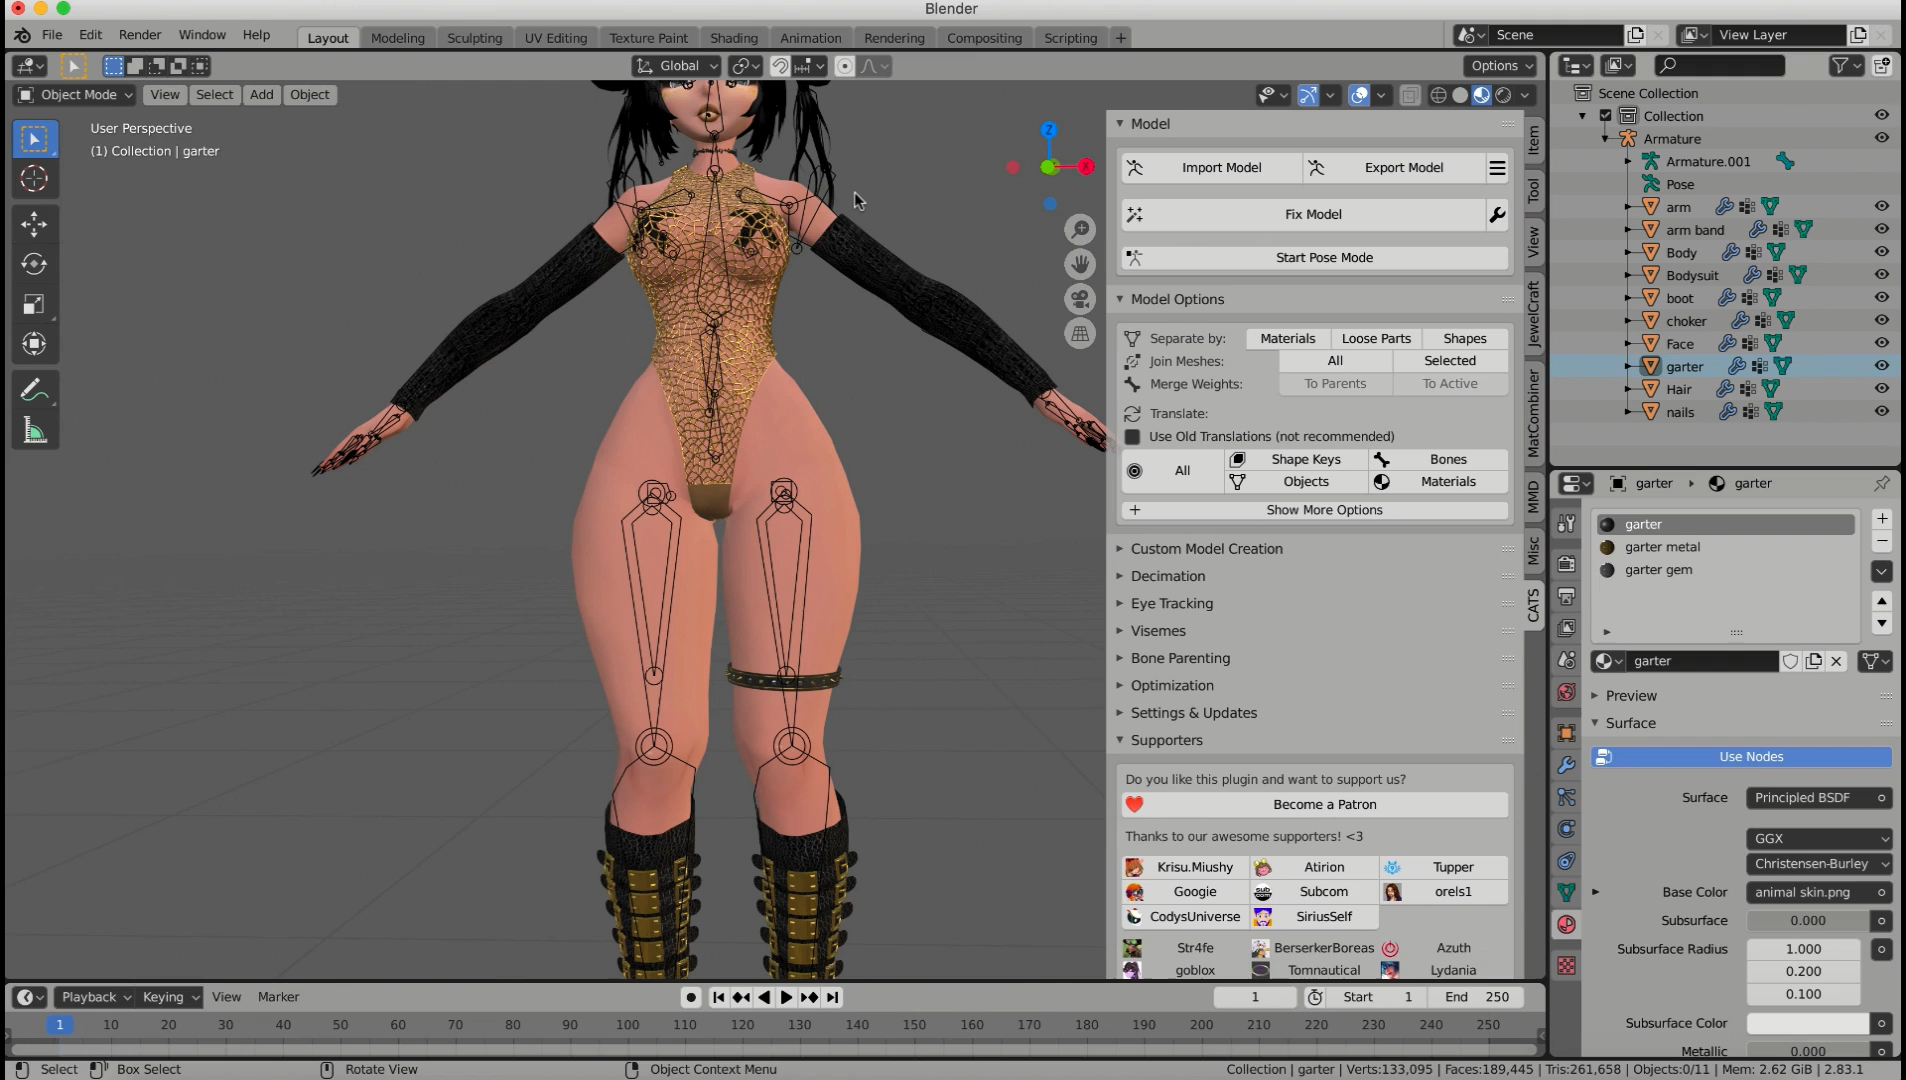 Blender
File Edit Render Window Help Layout Modeling Sculpting UV Editing Texture Paint Shading Animation Rendering Compositing Scripting + Scene View Layer
Global Options
Object Mode View Select Add Object
User Perspective
(1) Collection | garter
Z
X
Model
Import Model Export Model
Fix Model
Start Pose Mode
Model Options
Separate by: Materials Loose Parts Shapes
Join Meshes: All Selected
Merge Weights: To Parents To Active
Translate:
Use Old Translations (not recommended)
All Shape Keys Bones
Objects Materials
Show More Options
Custom Model Creation
Decimation
Eye Tracking
Visemes
Bone Parenting
Optimization
Settings & Updates
Supporters
Do you like this plugin and want to support us?
Become a Patron
Thanks to our awesome supporters! <3
Krisu.Miushy Atirion Tupper
Googie Subcom orels1
CodysUniverse SiriusSelf
Str4fe BerserkerBoreas Azuth
goblox Tomnautical Lydania
Item
Tool
View
JewelCraft
MatCombiner
MMD
Misc
CATS
Scene Collection
Collection
Armature
Armature.001
Pose
arm
arm band
Body
Bodysuit
boot
choker
Face
garter
Hair
nails
garter garter
garter
garter metal
garter gem
garter
Preview
Surface
Use Nodes
Surface Principled BSDF
GGX
Christensen-Burley
Base Color animal skin.png
Subsurface 0.000
Subsurface Radius 1.000
0.200
0.100
Subsurface Color
Metallic 0.000
Playback Keying View Marker 1 Start 1 End 250
1 10 20 30 40 50 60 70 80 90 100 110 120 130 140 150 160 170 180 190 200 210 220 230 240 250
Select Box Select Rotate View Object Context Menu Collection | garter | Verts:133,095 | Faces:189,445 | Tris:261,658 | Objects:0/11 | Mem: 2.62 GiB | 2.83.1